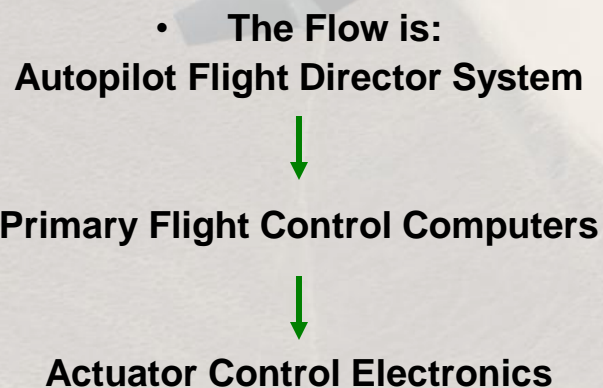 • The Flow is:
Autopilot Flight Director System
Primary Flight Control Computers
Actuator Control Electronics